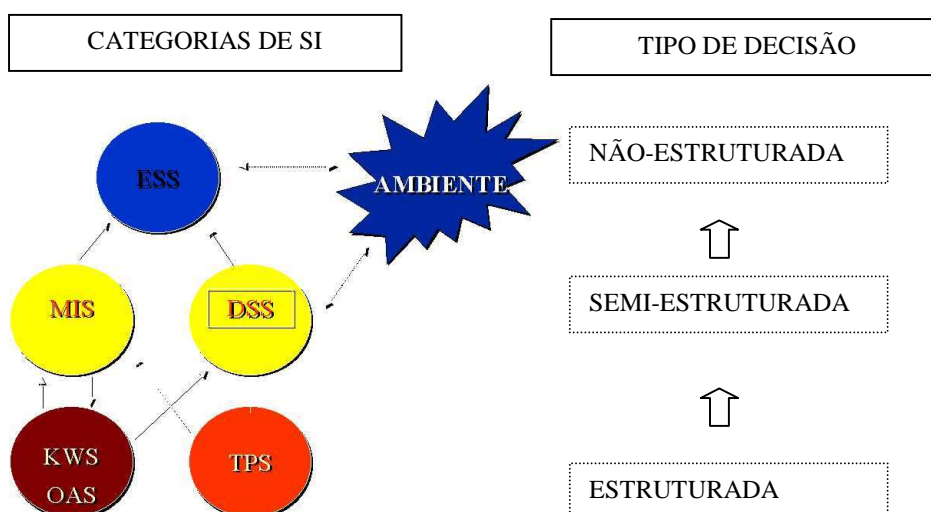 CATEGORIAS DE SI
TIPO DE DECISÃO
ESS
AMBIENTE
NÃO-ESTRUTURADA
MIS
DSS
SEMI-ESTRUTURADA
KWS
OAS
TPS
ESTRUTURADA